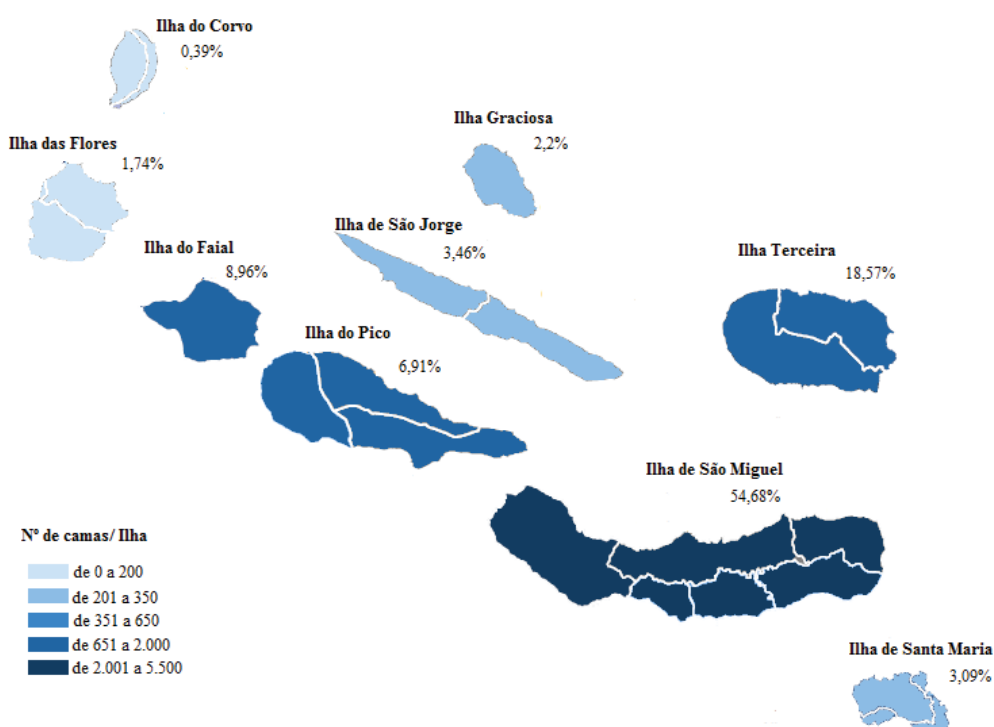 Ilha do Corvo
0,39%
Ilha das Flores
1,74%
Ilha Graciosa
2,2%
Ilha de São Jorge
3,46%
Ilha do Faial
8,96%
Ilha Terceira
18,57%
Ilha do Pico
6,91%
Ilha de São Miguel
54,68%
Nº de camas/ Ilha
de 0 a 200
de 201 a 350
de 351 a 650
de 651 a 2.000
de 2.001 a 5.500
Ilha de Santa Maria
3,09%